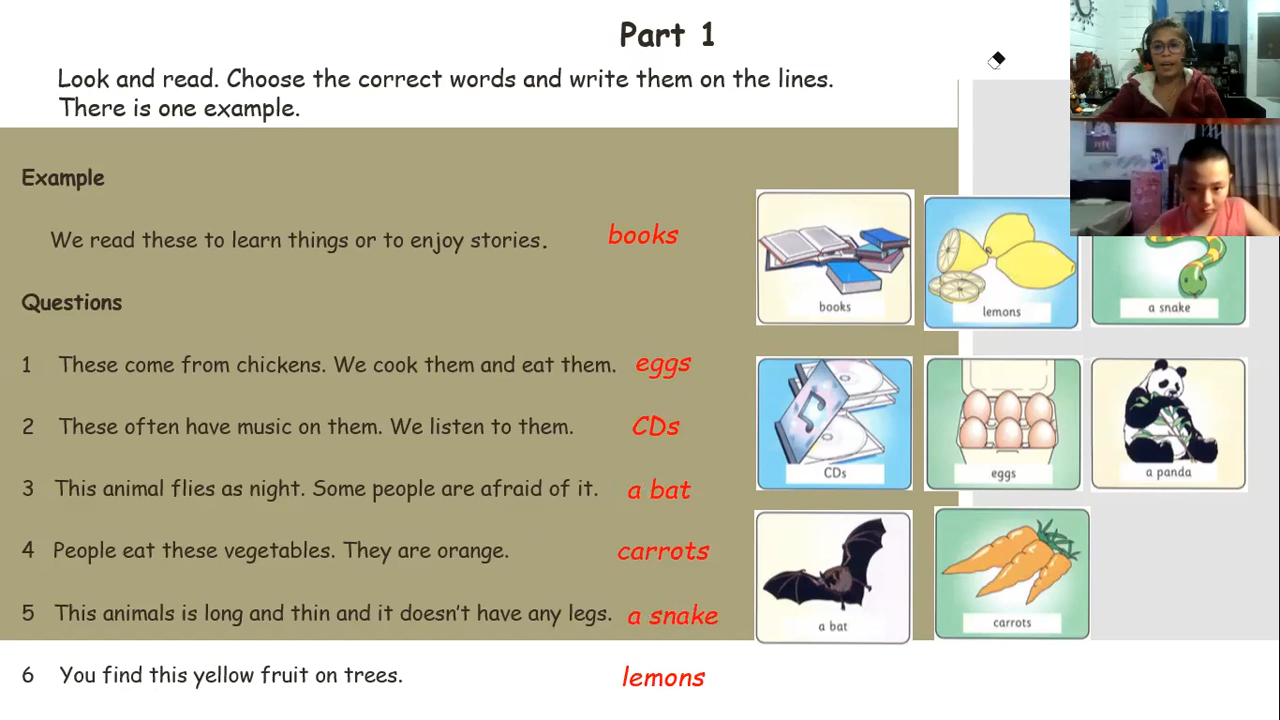 Part 1
Look and read. Choose the correct words and write them on the lines.
There is one example.
Example
We read these to learn things or to enjoy stories. books
Questions
1 These come from chickens. We cook them and eat them. eggs
2 These often have music on them. We listen to them. CDs
3 This animal flies as night. Some people are afraid of it. a bat
4 People eat these vegetables. They are orange. carrots
5 This animals is long and thin and it doesn't have any legs. a snake
6 You find this yellow fruit on trees. lemons
books
lemons
a snake
CDs
eggs
a panda
a bat
carrots